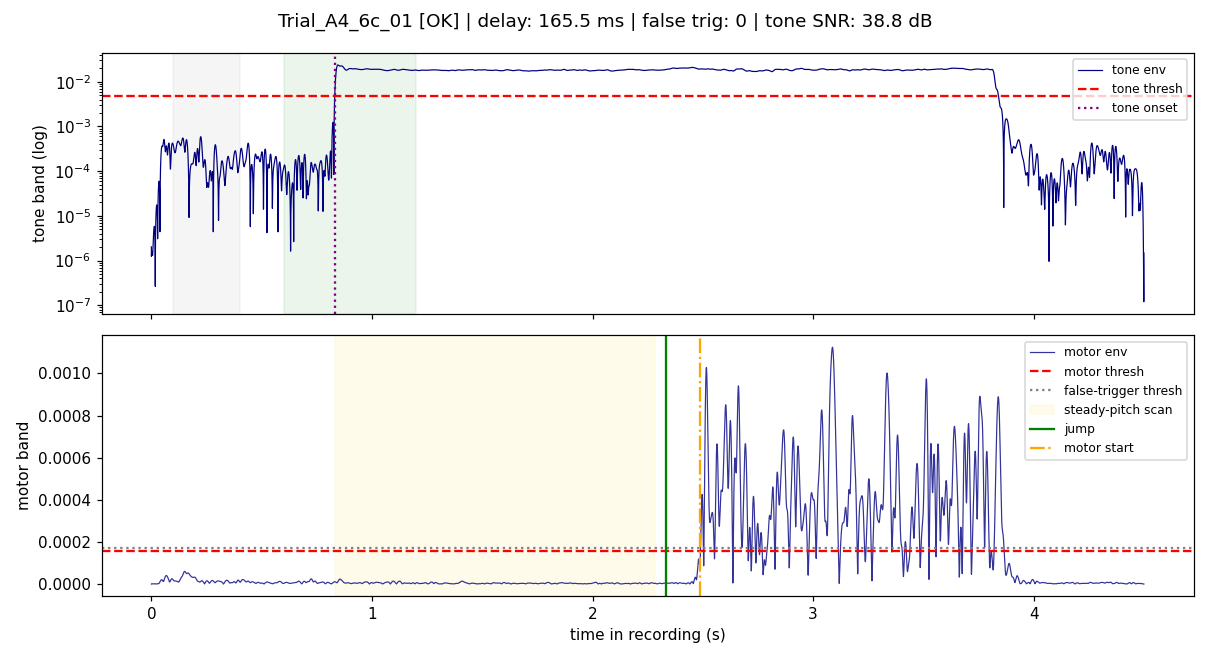 Trial_A4_6c_01 [OK] | delay: 165.5 ms | false trig: 0 | tone SNR: 38.8 dB
tone band (log)
10⁻²
10⁻³
10⁻⁴
10⁻⁵
10⁻⁶
10⁻⁷
tone env
tone thresh
tone onset
motor band
0.0010
0.0008
0.0006
0.0004
0.0002
0.0000
motor env
motor thresh
false-trigger thresh
steady-pitch scan
jump
motor start
0 1 2 3 4
time in recording (s)